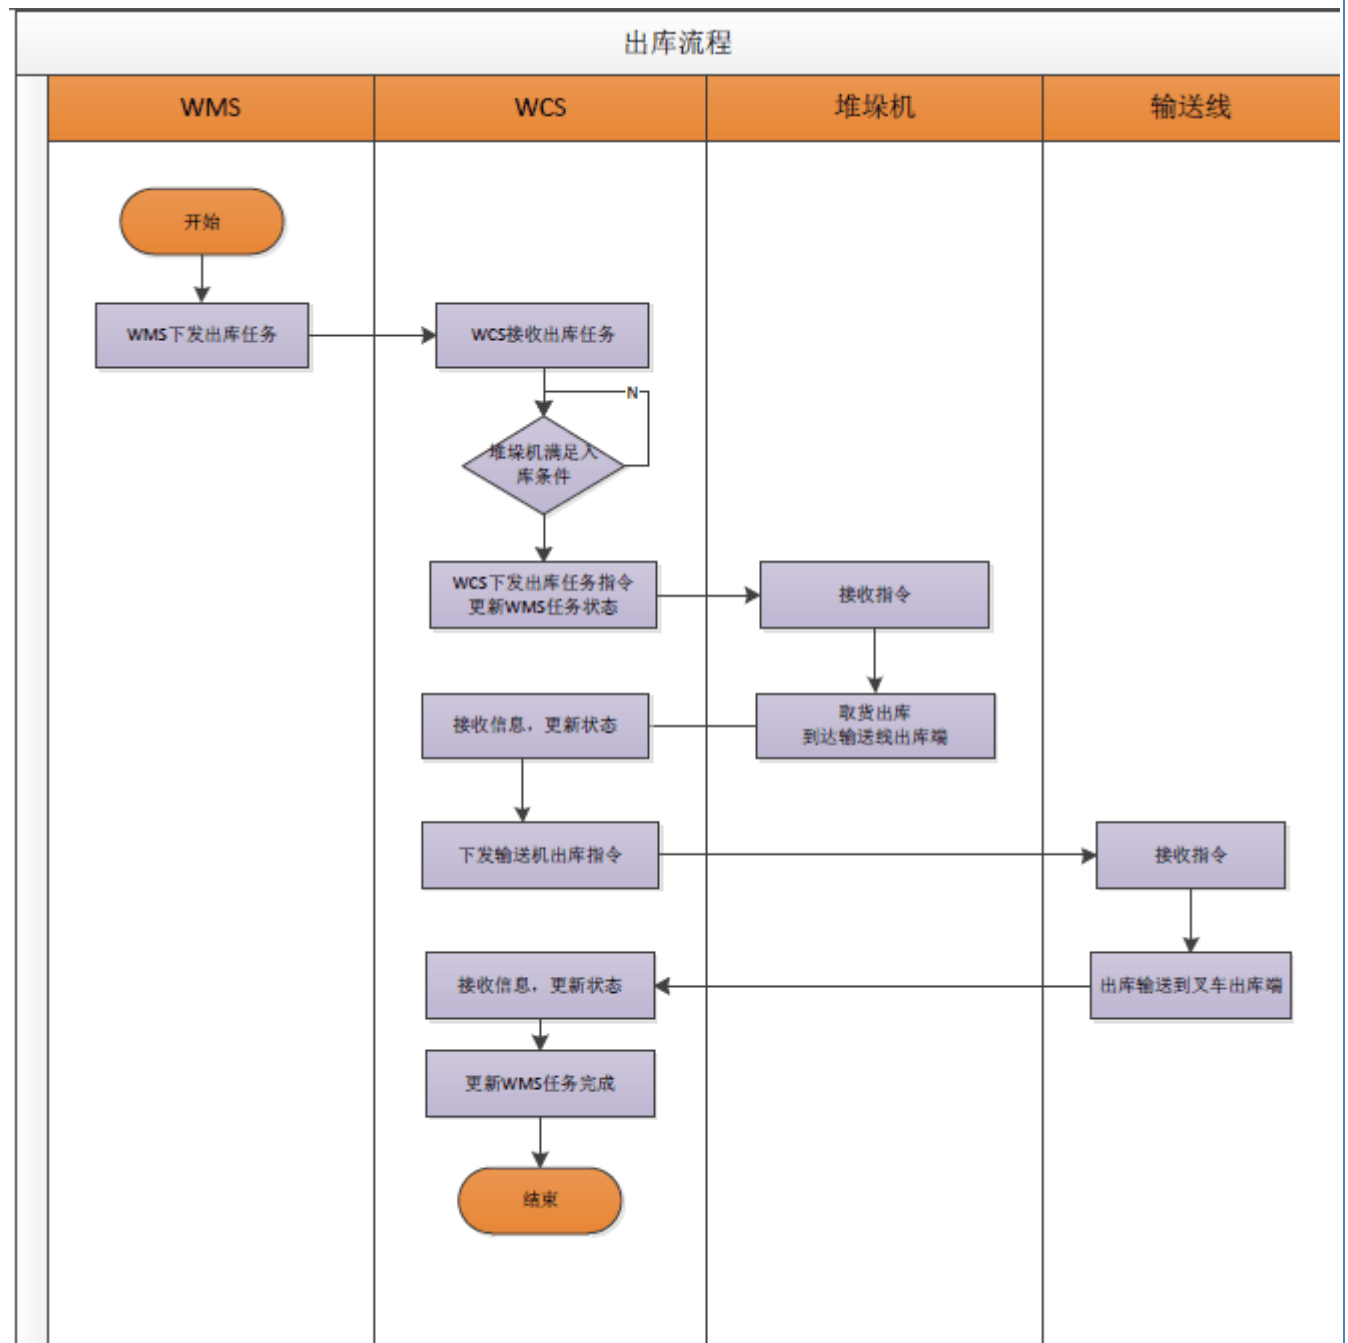 出库流程
WMS
WCS
堆垛机
输送线
开始
WMS下发出库任务
WCS接收出库任务
N
堆垛机满足入
库条件
WCS下发出库任务指令
更新WMS任务状态
接收指令
接收信息，更新状态
取货出库
到达输送线出库端
下发输送机出库指令
接收指令
接收信息，更新状态
出库输送到叉车出库端
更新WMS任务完成
结束